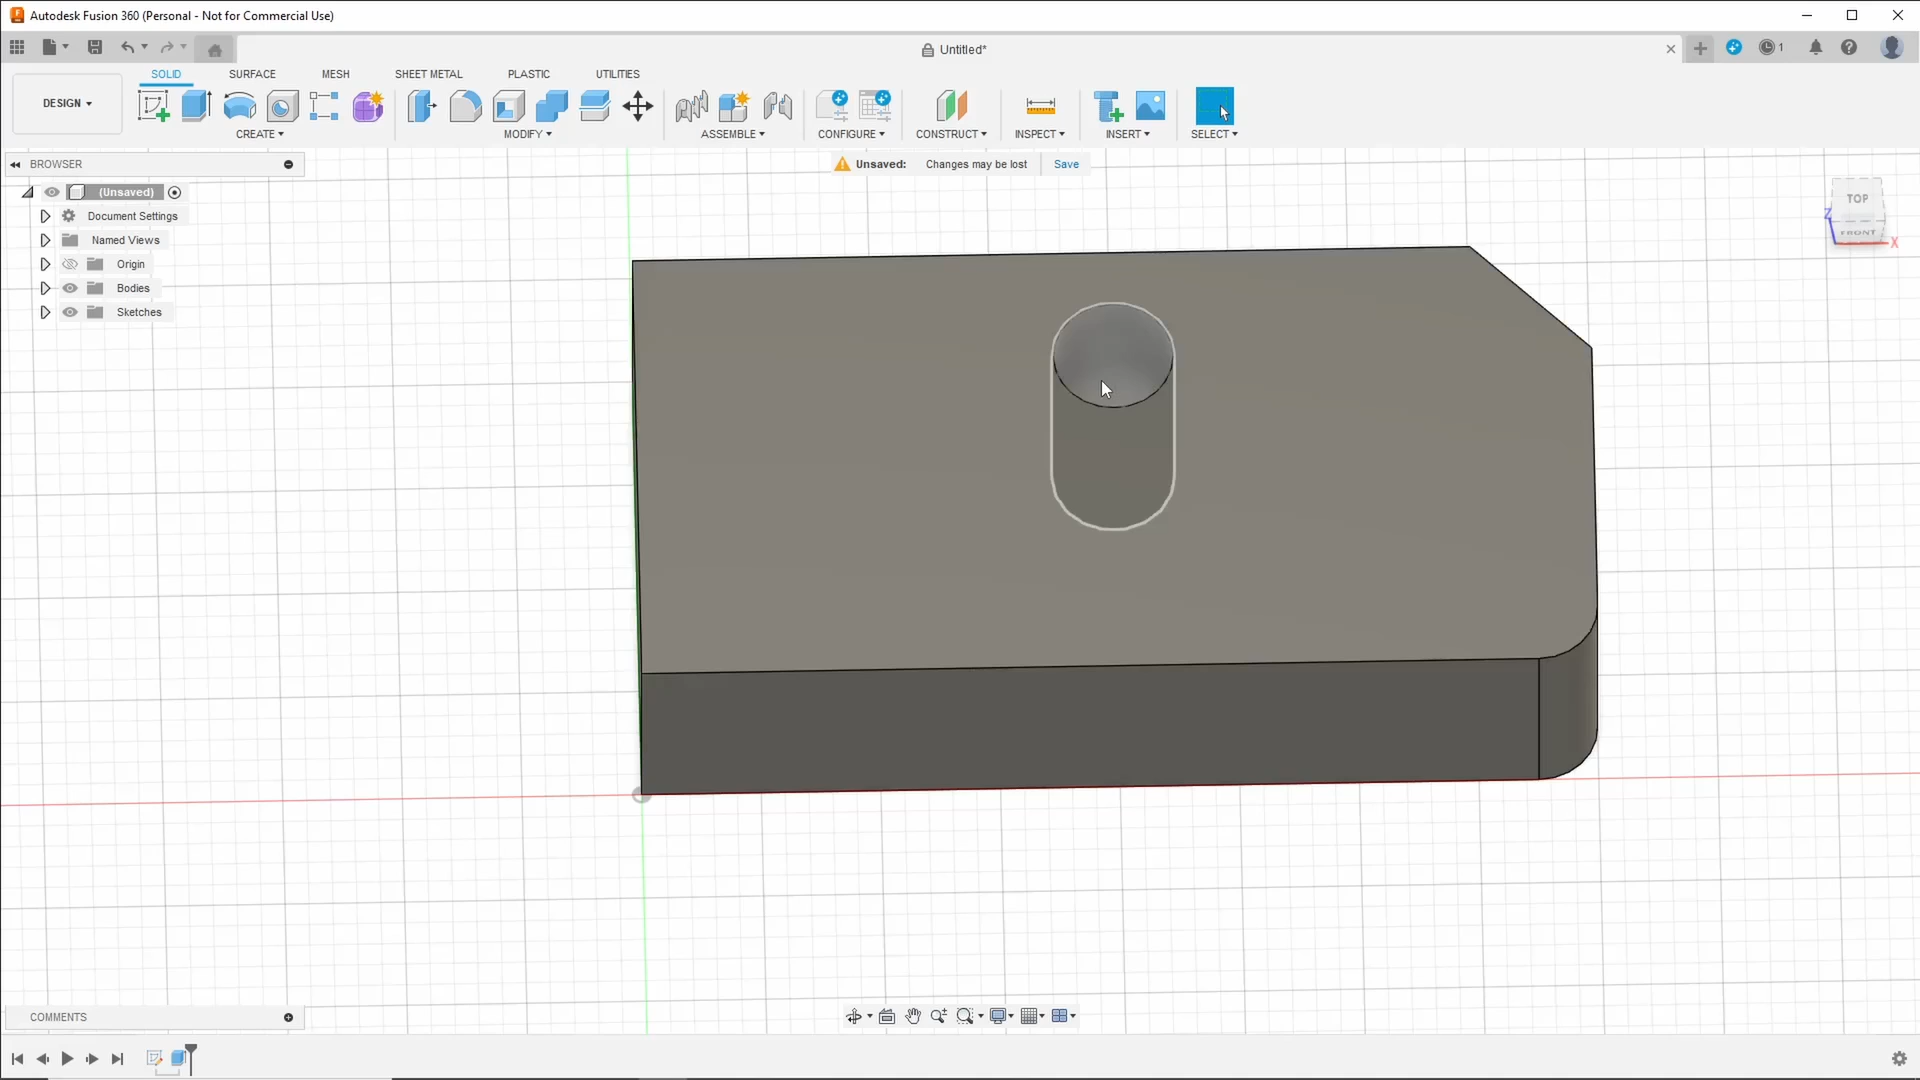 Autodesk Fusion 360 (Personal - Not for Commercial Use)
Untitled*
1
DESIGN
SOLID
SURFACE
MESH
SHEET METAL
PLASTIC
UTILITIES
CREATE
MODIFY
ASSEMBLE
CONFIGURE
CONSTRUCT
INSPECT
INSERT
SELECT
BROWSER
Unsaved: Changes may be lost Save
(Unsaved)
Document Settings
Named Views
Origin
Bodies
Sketches
TOP
Z
FRONT
X
COMMENTS